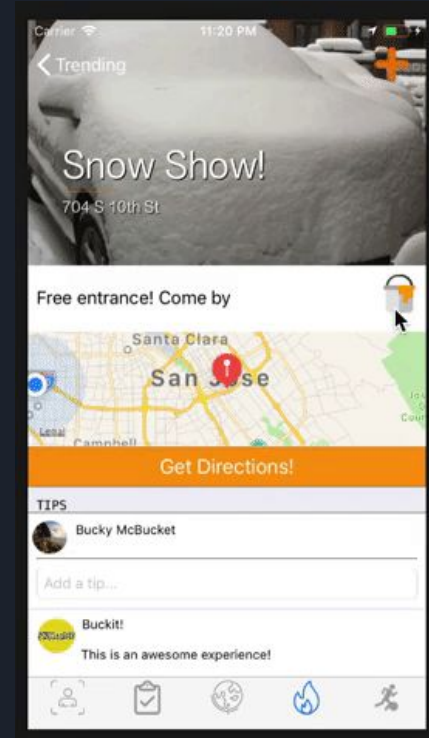 Carrier 11:20 PM
Trending
Snow Show!
704 S 10th St
Free entrance! Come by
Santa Clara
San Jose
Legal
Campbell
Get Directions!
TIPS
Bucky McBucket
Add a tip...
Buckit!
This is an awesome experience!